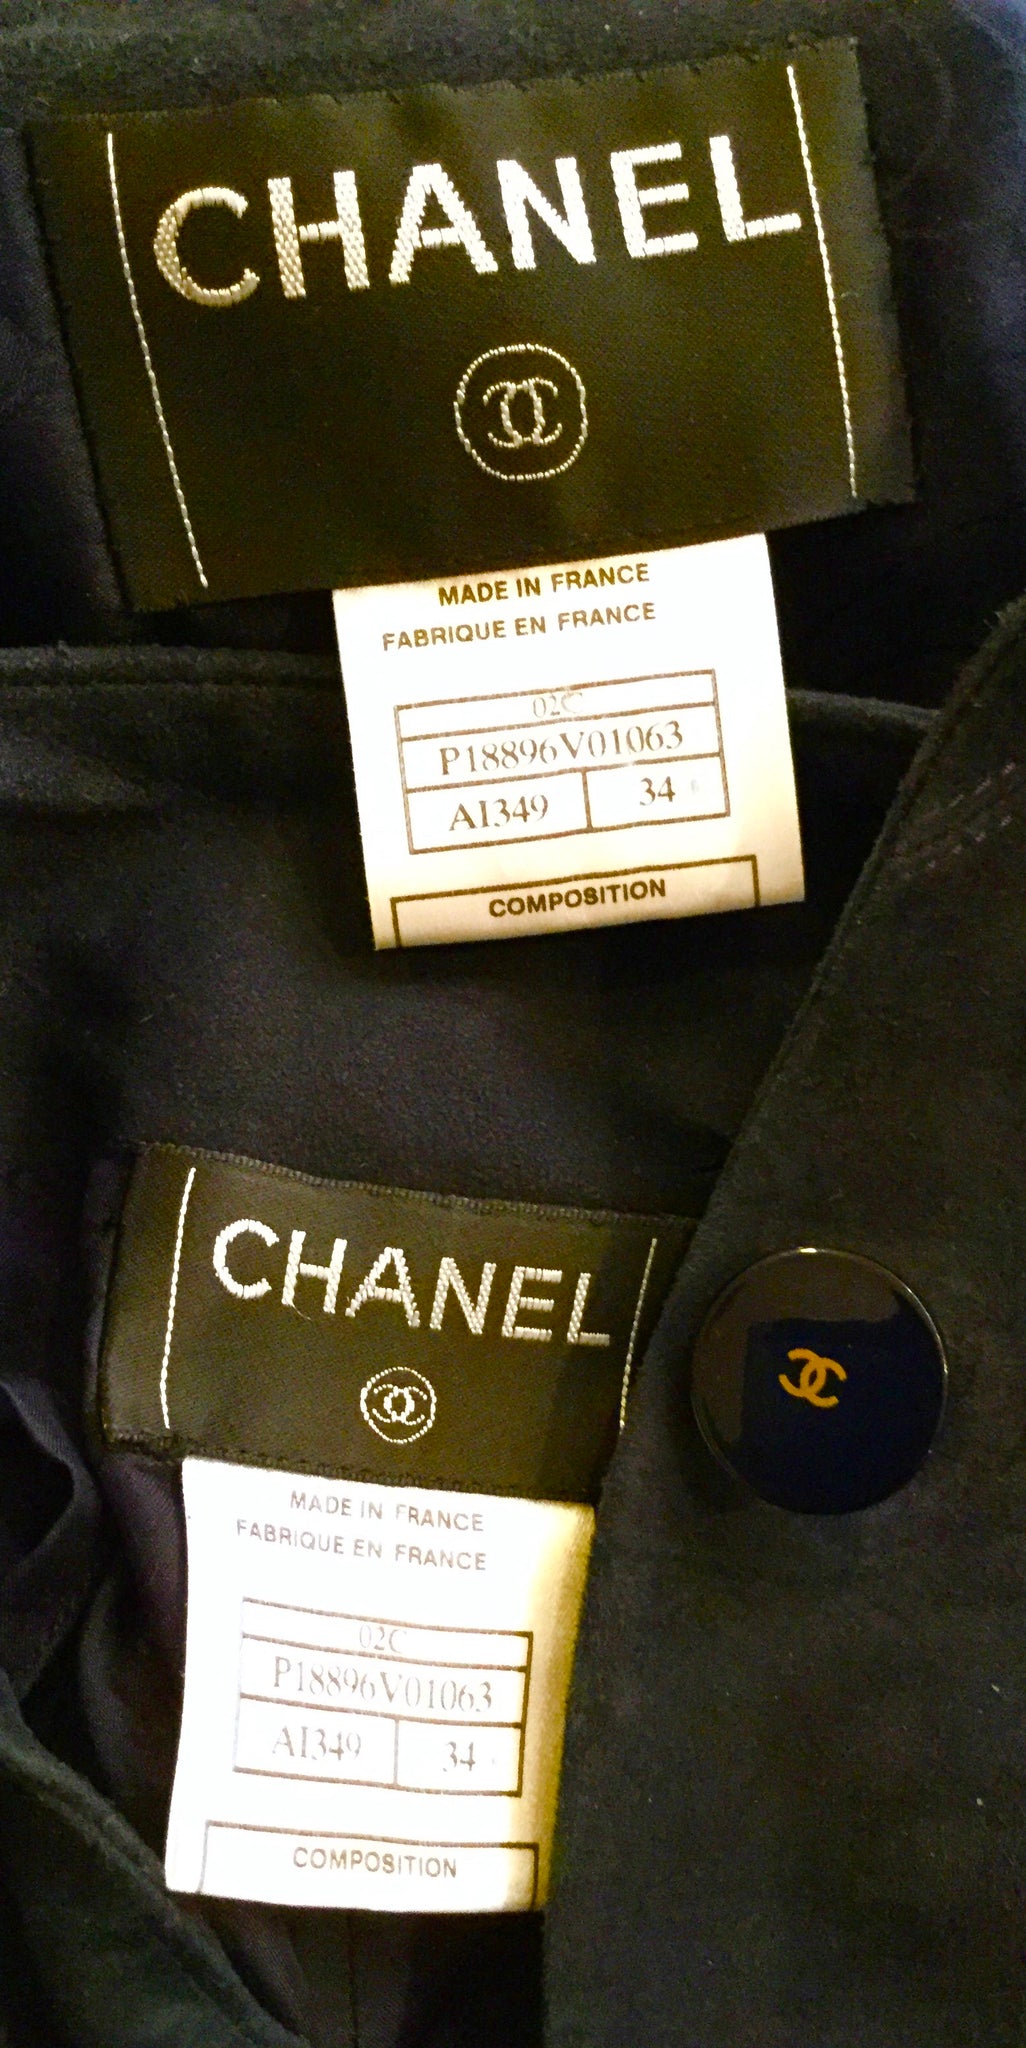 CHANEL
MADE IN FRANCE
FABRIQUE EN FRANCE
02C
P18896V01063
AI349 34
COMPOSITION
CHANEL
MADE IN FRANCE
FABRIQUE EN FRANCE
02C
P18896V01063
AI349 34
COMPOSITION